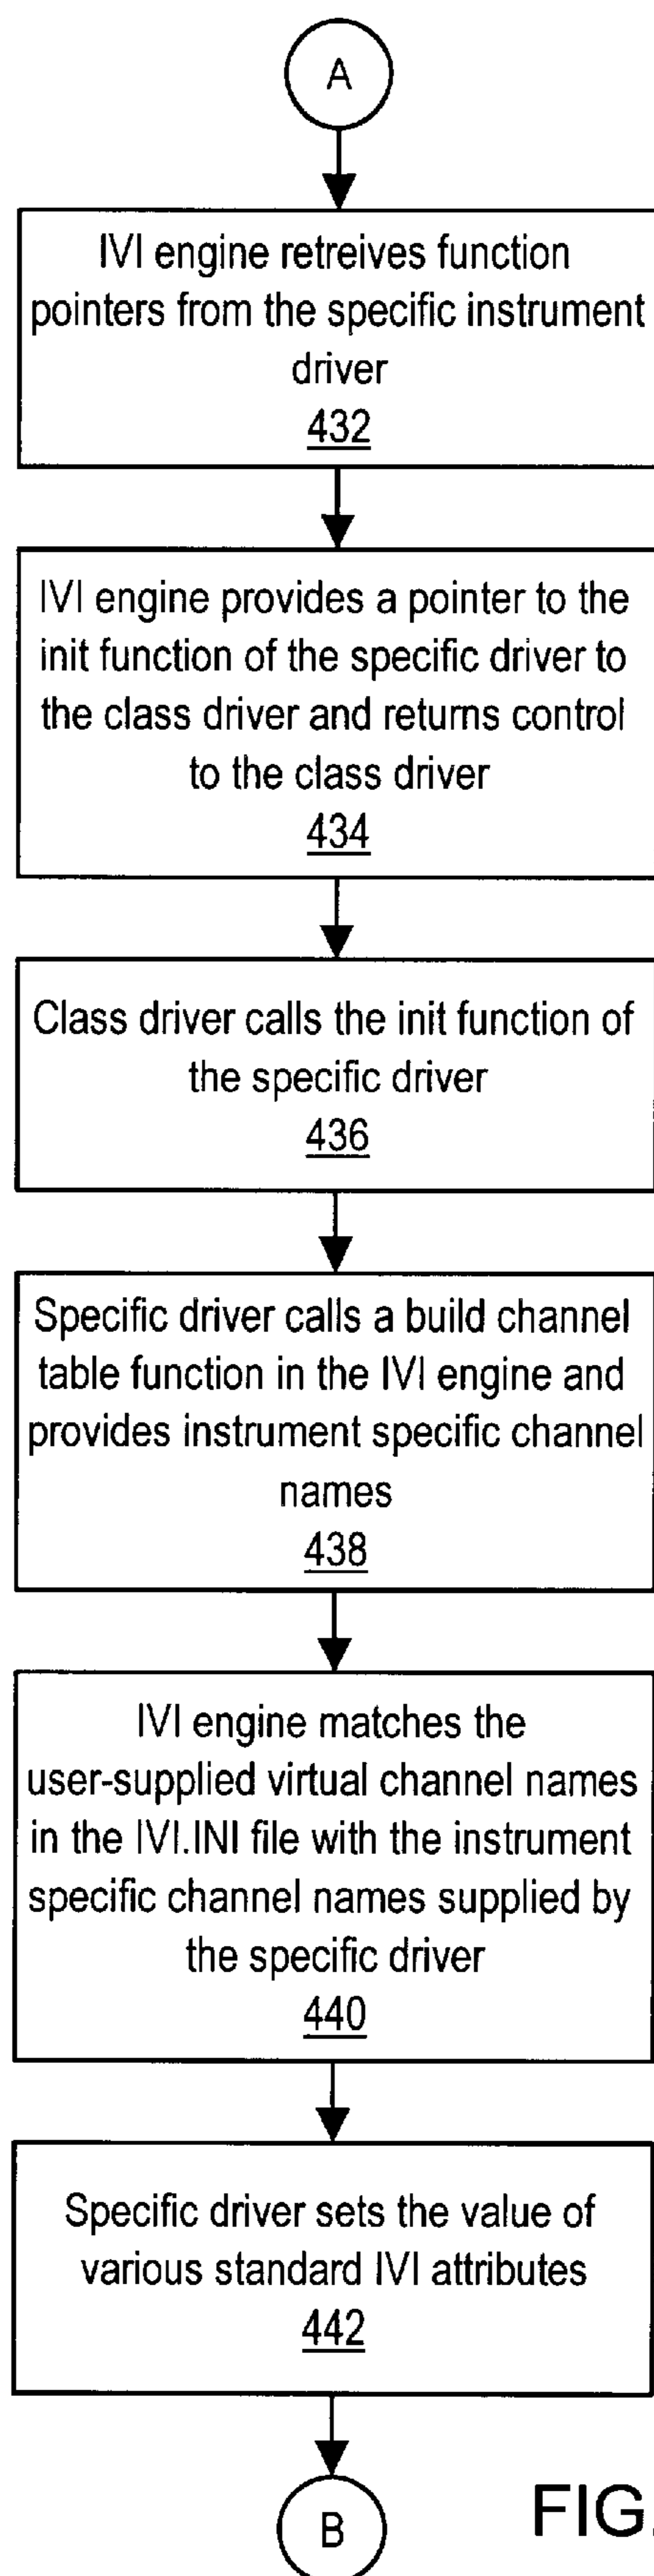 A
IVI engine retreives function
pointers from the specific instrument
driver
432
IVI engine provides a pointer to the
init function of the specific driver to
the class driver and returns control
to the class driver
434
Class driver calls the init function of
the specific driver
436
Specific driver calls a build channel
table function in the IVI engine and
provides instrument specific channel
names
438
IVI engine matches the
user-supplied virtual channel names
in the IVI.INI file with the instrument
specific channel names supplied by
the specific driver
440
Specific driver sets the value of
various standard IVI attributes
442
B
FIG.